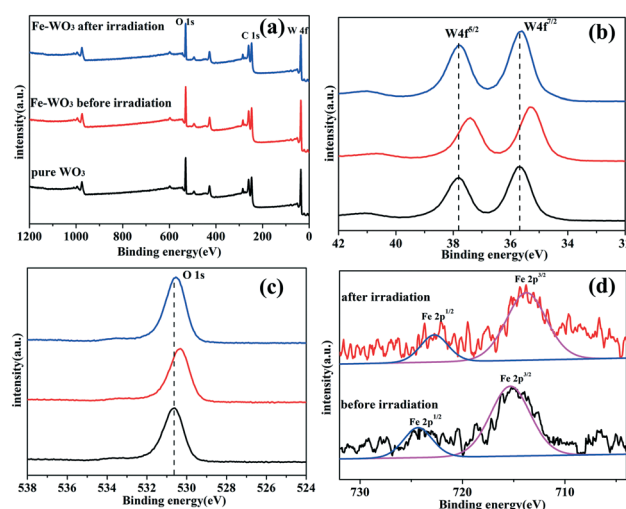 (a)
O 1s
C 1s
W 4f
Fe-WO₃ after irradiation
Fe-WO₃ before irradiation
pure WO₃
intensity(a.u.)
1200 1000 800 600 400 200 0
Binding energy(eV)
(b)
W4f⁵/²
W4f⁷/²
intensity(a.u.)
42 40 38 36 34 32
Binding energy(eV)
(c)
O 1s
intensity(a.u.)
538 536 534 532 530 528 526 524
Binding energy(eV)
(d)
Fe 2p³/²
after irradiation
Fe 2p¹/²
Fe 2p³/²
before irradiation
Fe 2p¹/²
intensity(a.u.)
730 720 710
Binding energy(eV)